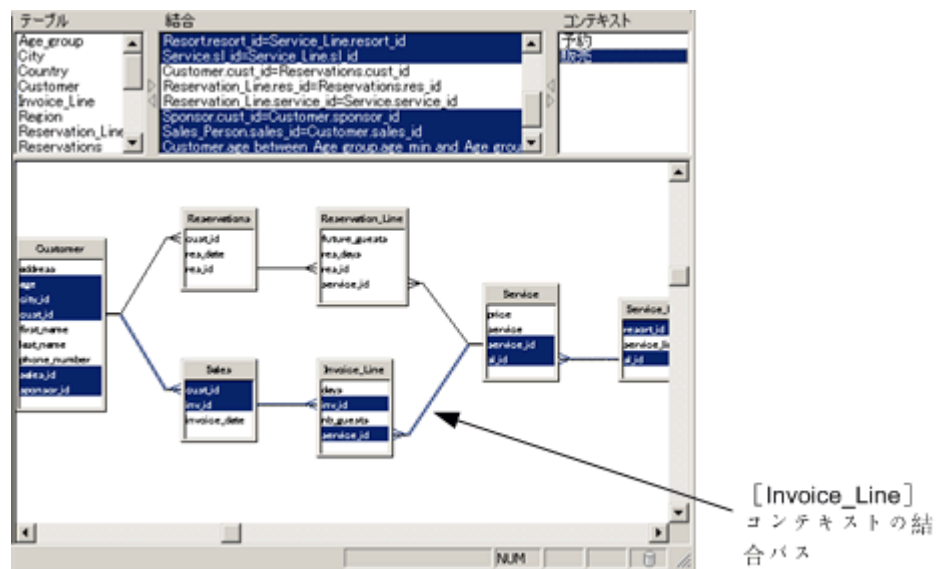 テーブル
結合
コンテキスト
Age_group
City
Country
Customer
Invoice_Line
Region
Reservation_Line
Reservations
Resort.resort_id=Service_Line.resort_id
Service.sl_id=Service_Line.sl_id
Customer.cust_id=Reservations.cust_id
Reservation_Line.res_id=Reservations.res_id
Reservation_Line.service_id=Service.service_id
Sponsor.cust_id=Customer.sponsor_id
Sales_Person.sales_id=Customer.sales_id
Customer.age between Age_group.age_min and Age_grou
予約
販売
Customer
address
age
city_id
cust_id
first_name
last_name
phone_number
sales_id
sponsor_id
Reservations
cust_id
res_date
res_id
Reservation_Line
future_guests
res_days
res_id
service_id
Sales
cust_id
inv_id
invoice_date
Invoice_Line
days
inv_id
nb_guests
service_id
Service
price
service
service_id
sl_id
Service_
resort_id
service_li
sl_id
［Invoice_Line］
コンテキストの結
合パス
NUM